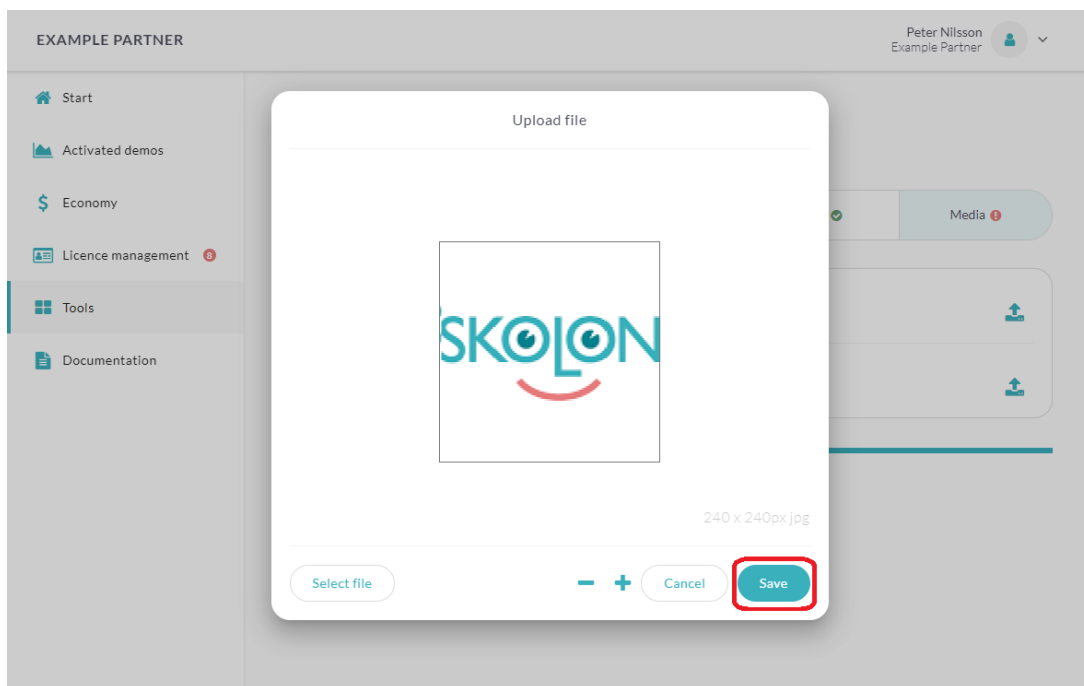 EXAMPLE PARTNER
Peter Nilsson
Example Partner
Start
Activated demos
Economy
Licence management 8
Tools
Documentation
Upload file
SKOLON
240 x 240px jpg
Select file
Cancel
Save
Media